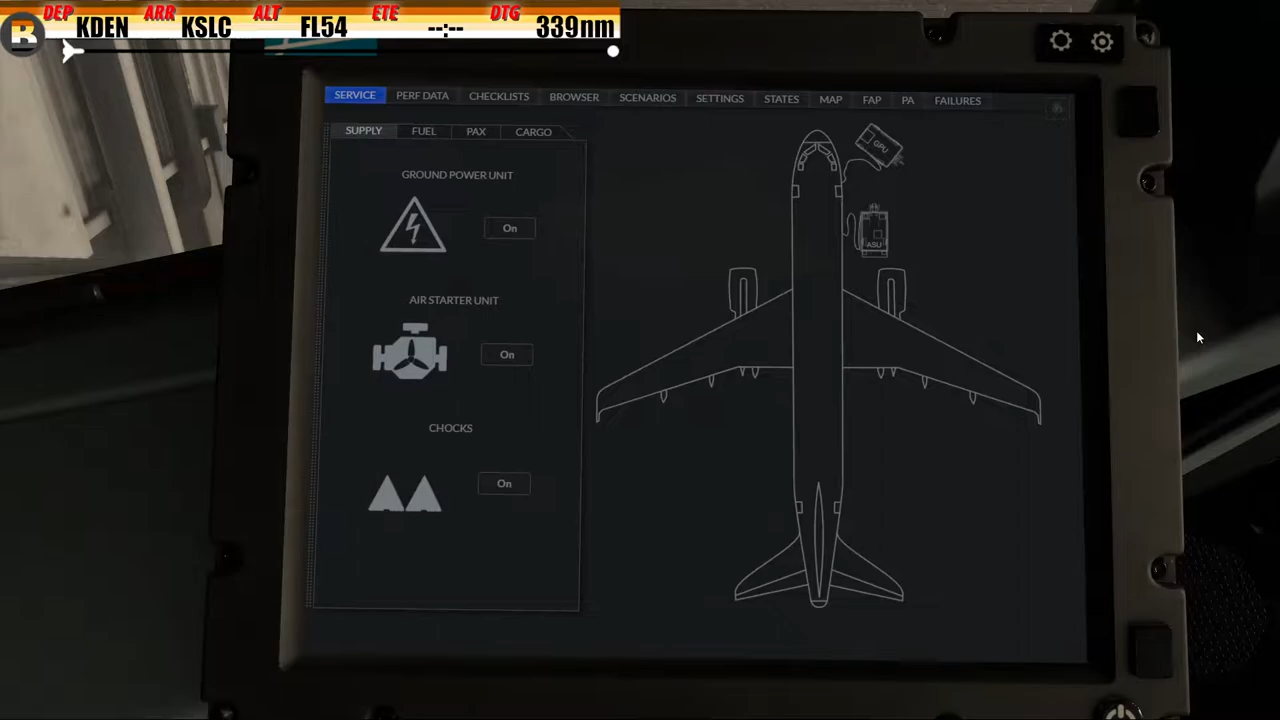 DEP KDEN ARR KSLC ALT FL54 ETE --:-- DTG 339nm
B
SERVICE PERF DATA CHECKLISTS BROWSER SCENARIOS SETTINGS STATES MAP FAP PA FAILURES
SUPPLY FUEL PAX CARGO
GPU
GROUND POWER UNIT
On
ASU
AIR STARTER UNIT
On
CHOCKS
On